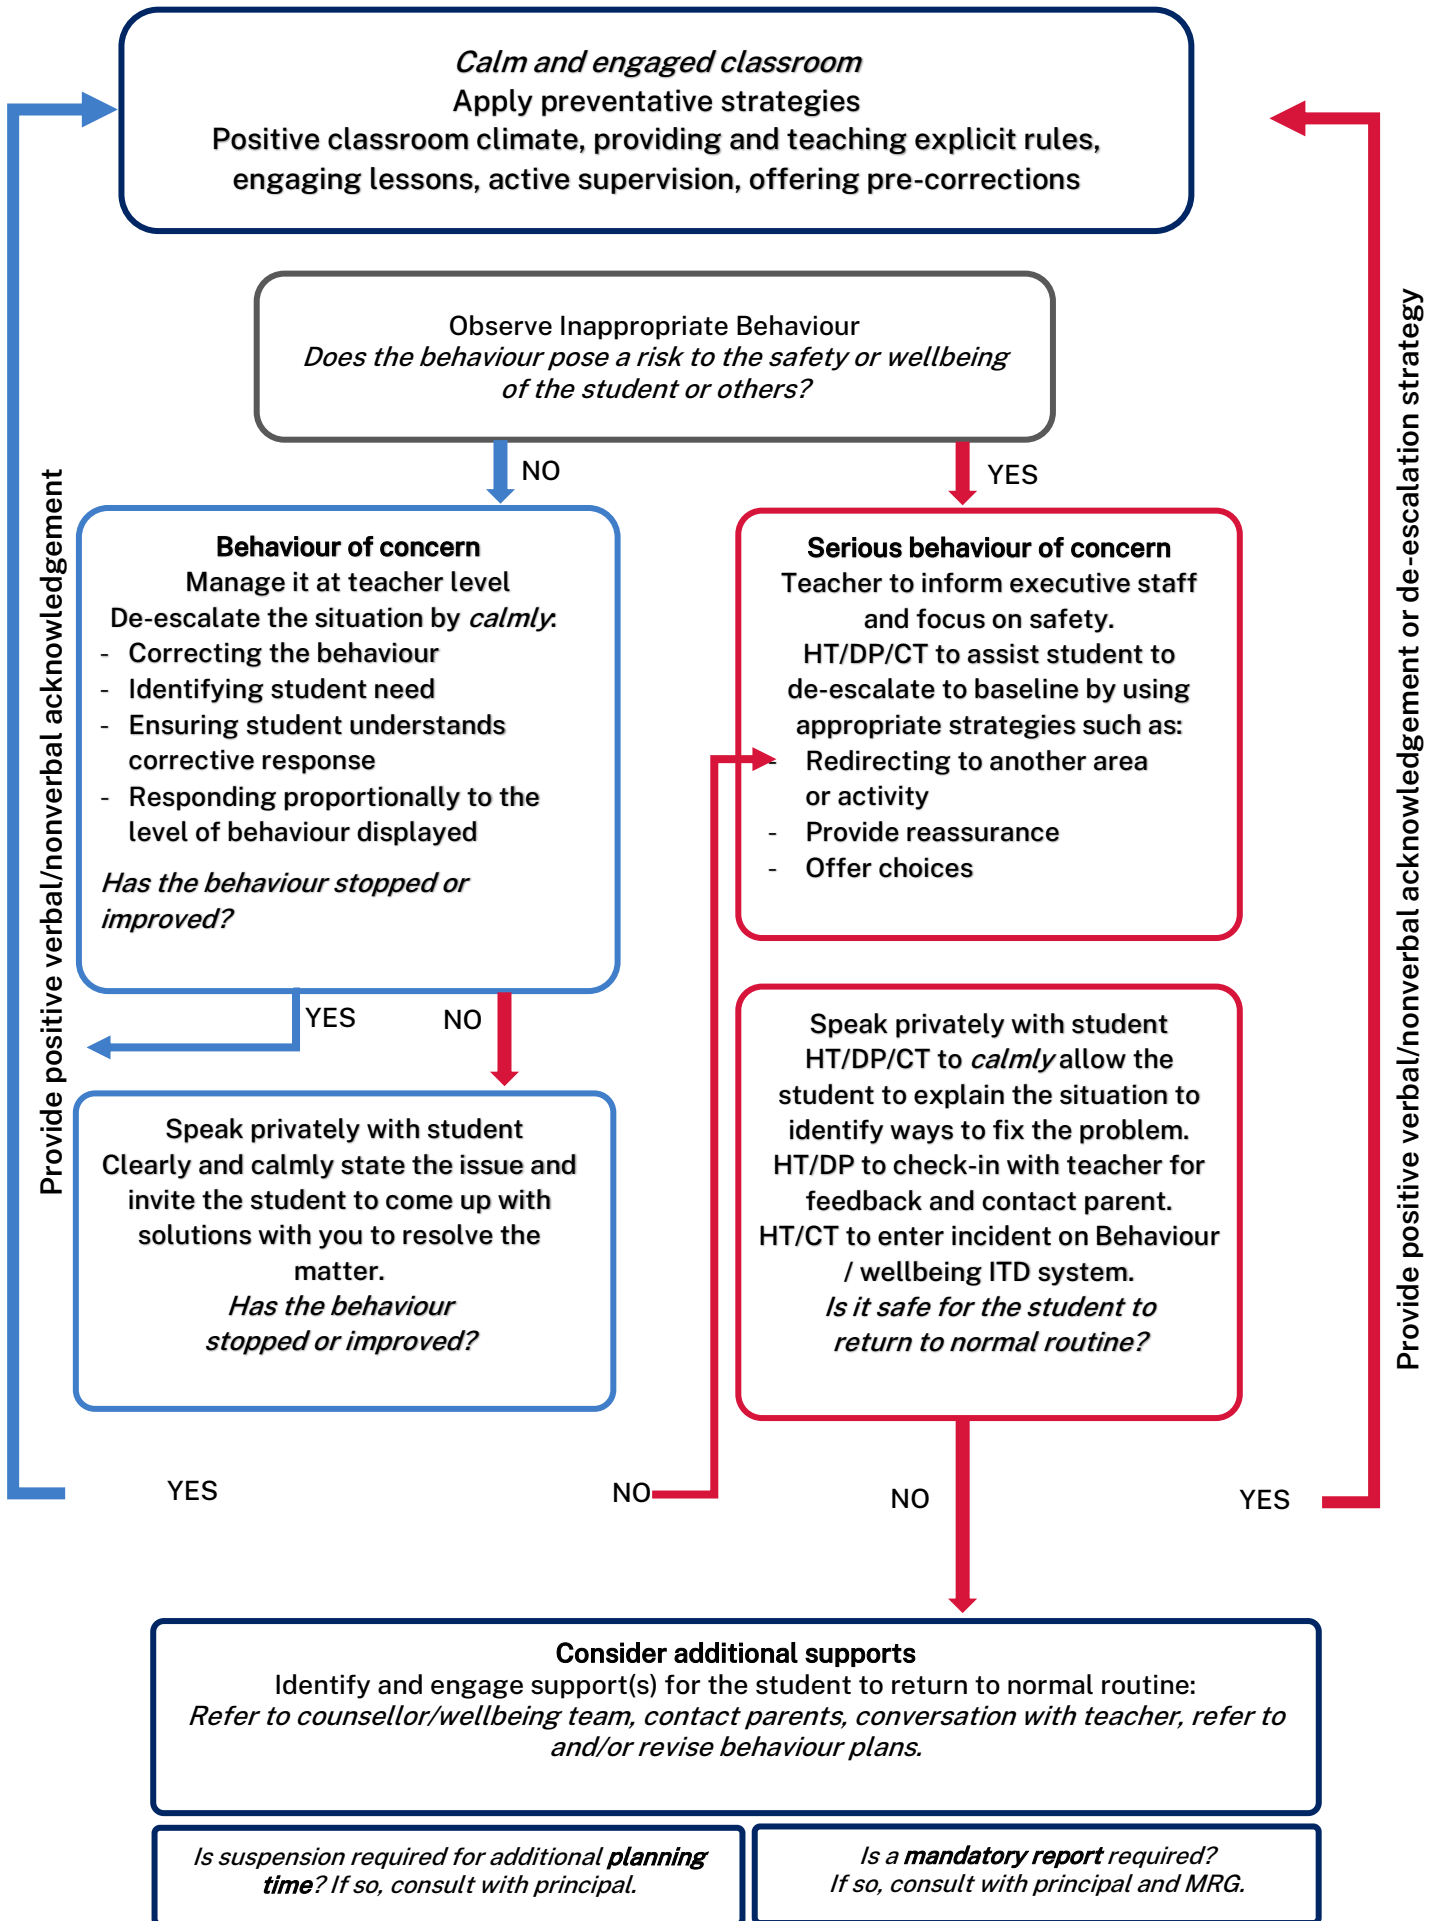 Calm and engaged classroom
Apply preventative strategies
Positive classroom climate, providing and teaching explicit rules,
engaging lessons, active supervision, offering pre-corrections
Observe Inappropriate Behaviour
Does the behaviour pose a risk to the safety or wellbeing
of the student or others?
NO
YES
Behaviour of concern
Manage it at teacher level
De-escalate the situation by calmly:
- Correcting the behaviour
- Identifying student need
- Ensuring student understands
corrective response
- Responding proportionally to the
level of behaviour displayed
Has the behaviour stopped or
improved?
Serious behaviour of concern
Teacher to inform executive staff
and focus on safety.
HT/DP/CT to assist student to
de-escalate to baseline by using
appropriate strategies such as:
- Redirecting to another area
or activity
- Provide reassurance
- Offer choices
YES
NO
Speak privately with student
Clearly and calmly state the issue and
invite the student to come up with
solutions with you to resolve the
matter.
Has the behaviour
stopped or improved?
Speak privately with student
HT/DP/CT to calmly allow the
student to explain the situation to
identify ways to fix the problem.
HT/DP to check-in with teacher for
feedback and contact parent.
HT/CT to enter incident on Behaviour
/ wellbeing ITD system.
Is it safe for the student to
return to normal routine?
YES
NO
NO
YES
Provide positive verbal/nonverbal acknowledgement
Provide positive verbal/nonverbal acknowledgement or de-escalation strategy
Consider additional supports
Identify and engage support(s) for the student to return to normal routine:
Refer to counsellor/wellbeing team, contact parents, conversation with teacher, refer to
and/or revise behaviour plans.
Is suspension required for additional planning
time? If so, consult with principal.
Is a mandatory report required?
If so, consult with principal and MRG.